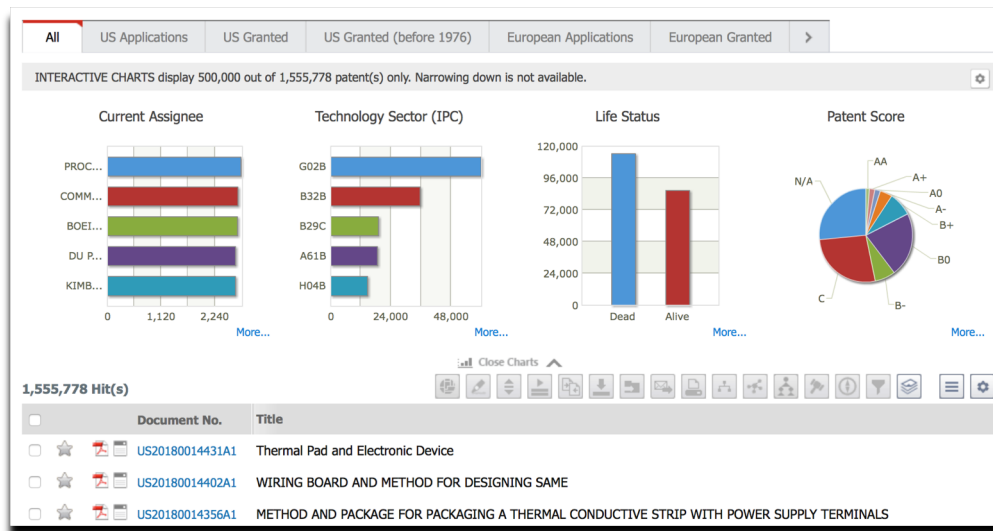 All US Applications US Granted US Granted (before 1976) European Applications European Granted >
INTERACTIVE CHARTS display 500,000 out of 1,555,778 patent(s) only. Narrowing down is not available.
Current Assignee
PROC...
COMM...
BOEI...
DU P...
KIMB...
0 1,120 2,240
More...
Technology Sector (IPC)
G02B
B32B
B29C
A61B
H04B
0 24,000 48,000
More...
Life Status
120,000
96,000
72,000
48,000
24,000
0
Dead Alive
More...
Patent Score
AA
A+
A0
A-
B+
B0
B-
C
N/A
More...
Close Charts
1,555,778 Hit(s)
Document No. Title
US20180014431A1 Thermal Pad and Electronic Device
US20180014402A1 WIRING BOARD AND METHOD FOR DESIGNING SAME
US20180014356A1 METHOD AND PACKAGE FOR PACKAGING A THERMAL CONDUCTIVE STRIP WITH POWER SUPPLY TERMINALS